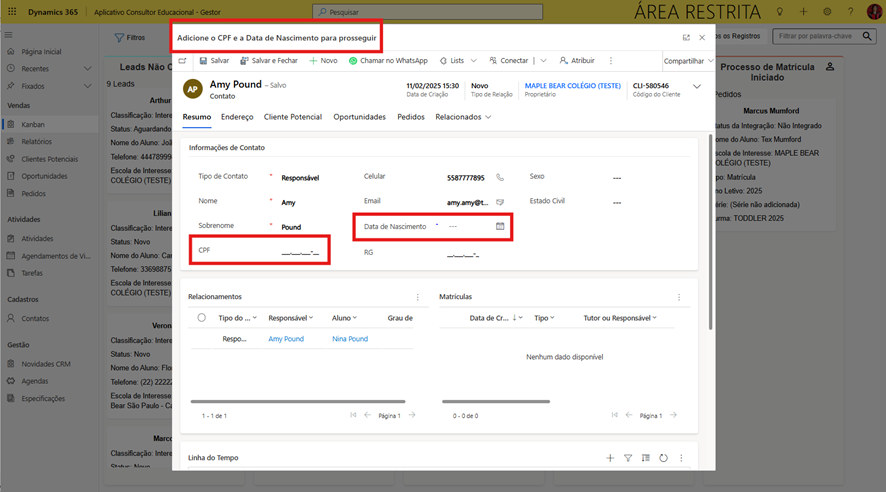 Dynamics 365
Aplicativo Consultor Educacional - Gestor
Pesquisar
ÁREA RESTRITA
Filtros
os os Registros
Filtrar por palavra-chave
Página Inicial
Recentes
Fixados
Vendas
Kanban
Relatórios
Clientes Potenciais
Oportunidades
Pedidos
Atividades
Atividades
Agendamentos de Vi...
Tarefas
Cadastros
Contatos
Gestão
Novidades CRM
Agendas
Especificações
Leads Não C
9 Leads
Arthur
Classificação: Intere
Status: Aguardando
Nome do Aluno: Joã
Telefone: 444789998
Escola de Interesse:
COLÉGIO (TESTE)
Lilian
Classificação: Intere
Status: Novo
Nome do Aluno: Car
Telefone: 33698875
Escola de Interesse:
COLÉGIO (TESTE)
Veron
Classificação: Intere
Status: Novo
Nome do Aluno: Flor
Telefone: (22) 22222
Escola de Interesse:
Bear São Paulo - Ca
Marco
Classificação: Intere
Status: Novo
Adicione o CPF e a Data de Nascimento para prosseguir
Salvar
Salvar e Fechar
Novo
Chamar no WhatsApp
Lists
Conectar
Atribuir
Compartilhar
AP
Amy Pound – Salvo
Contato
11/02/2025 15:30
Data de Criação
Novo
Tipo de Relação
MAPLE BEAR COLÉGIO (TESTE)
Proprietário
CLI-580546
Código do Cliente
Resumo
Endereço
Cliente Potencial
Oportunidades
Pedidos
Relacionados
Informações de Contato
Tipo de Contato * Responsável
Celular 5587777895
Sexo ---
Nome * Amy
Email amy.amy@t...
Estado Civil ---
Sobrenome * Pound
Data de Nascimento * ---
CPF ___.___.___-__
RG __.___.___-_
Relacionamentos
Tipo do ...
Responsável
Aluno
Grau de
Respo...
Amy Pound
Nina Pound
1 - 1 de 1
Página 1
Matrículas
Data de Cr... ↓
Tipo
Tutor ou Responsável
Nenhum dado disponível
0 - 0 de 0
Página 1
Linha do Tempo
Processo de Matrícula
Iniciado
Pedidos
Marcus Mumford
Status da Integração: Não Integrado
ome do Aluno: Tex Mumford
Escola de Interesse: MAPLE BEAR
COLÉGIO (TESTE)
Tipo: Matrícula
no Letivo: 2025
Série: (Série não adicionada)
urma: TODDLER 2025